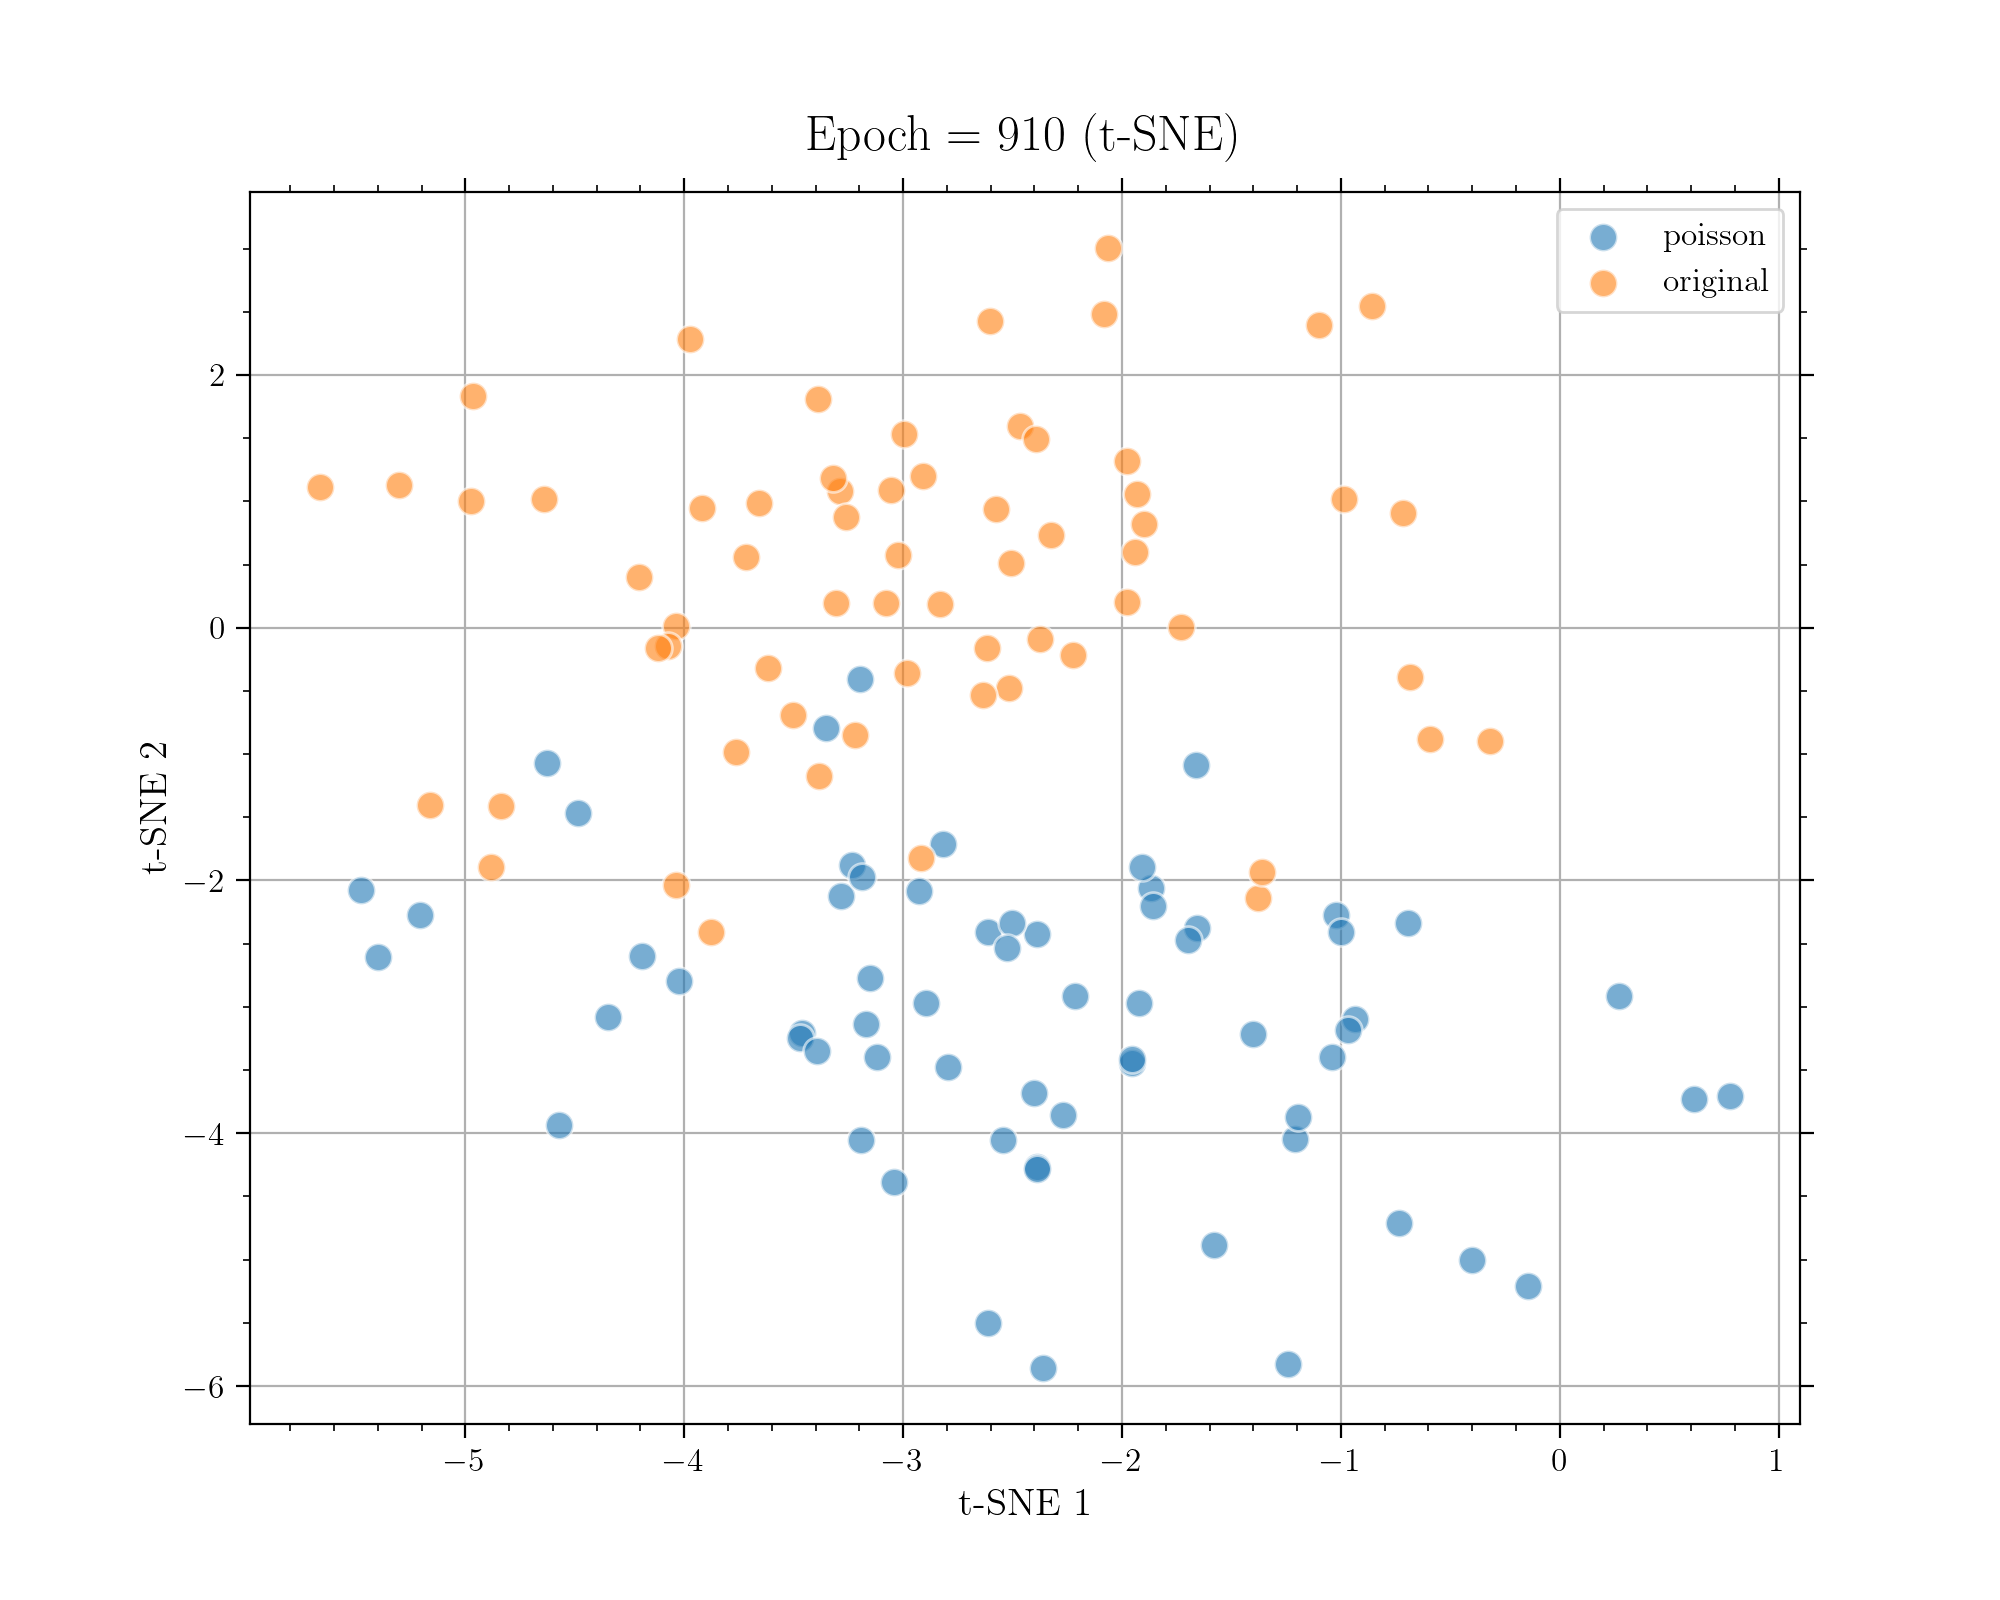 Epoch = 910 (t-SNE)
poisson
original
t-SNE 2
2
0
−2
−4
−6
−5 −4 −3 −2 −1 0 1
t-SNE 1